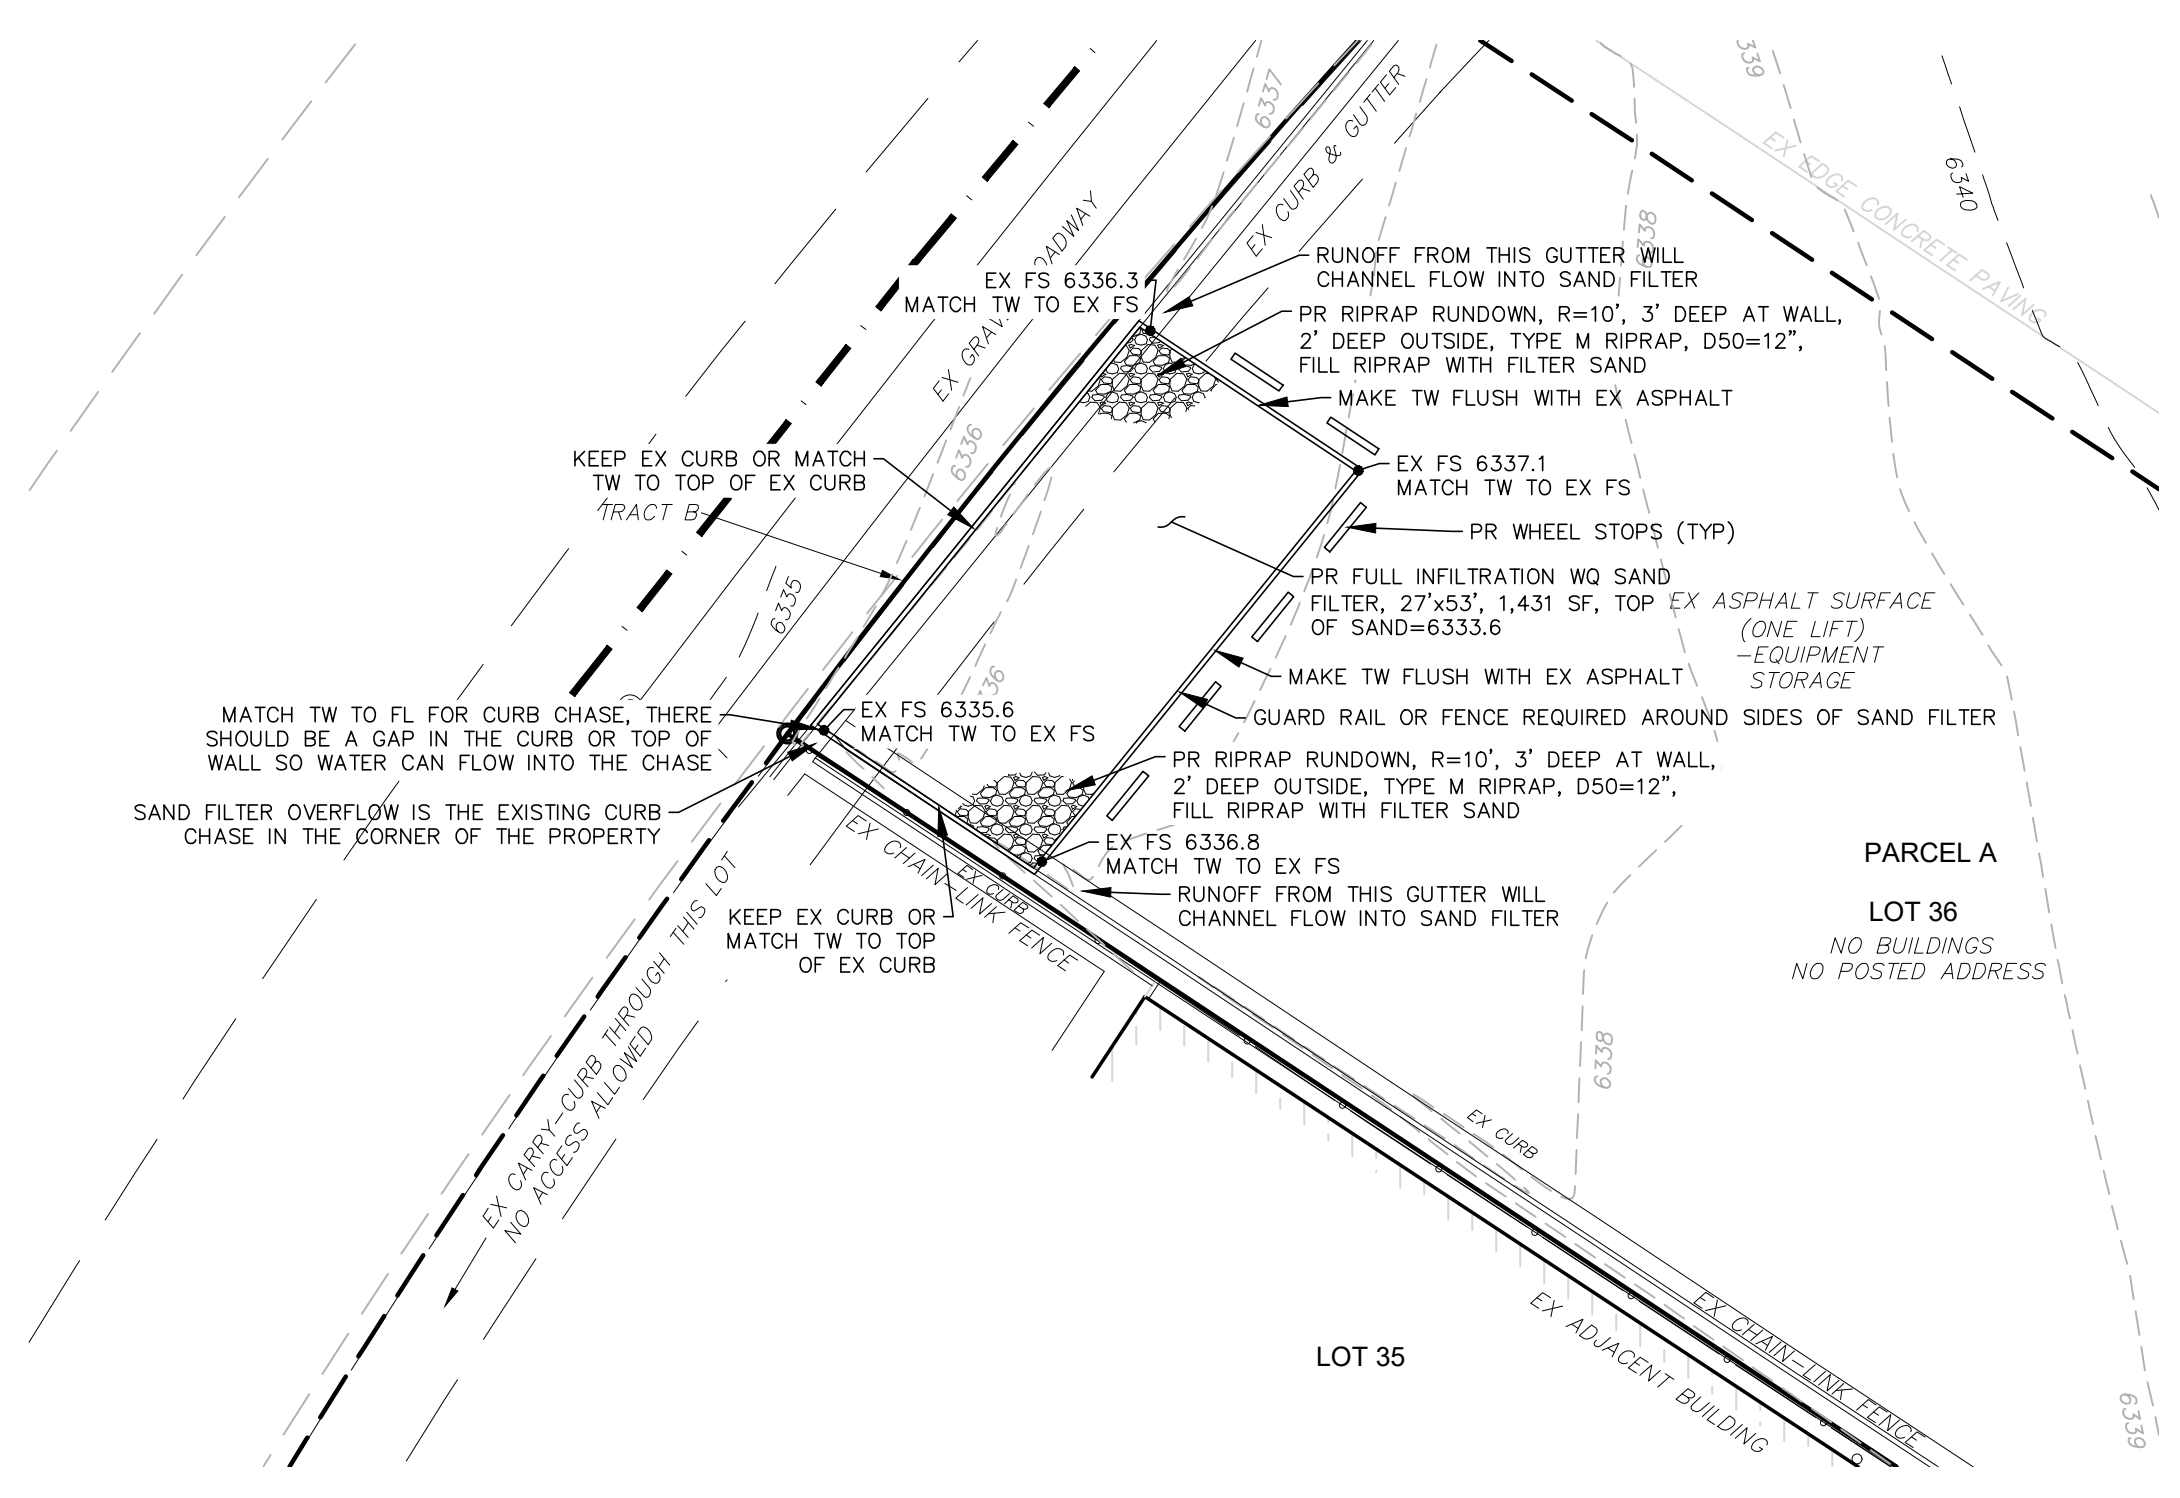 339
6337
EX CURB & GUTTER
EX EDGE CONCRETE PAVING
6340
6338
EX GRAV
OADWAY
EX FS 6336.3
MATCH TW TO EX FS
RUNOFF FROM THIS GUTTER WILL
CHANNEL FLOW INTO SAND FILTER
PR RIPRAP RUNDOWN, R=10', 3' DEEP AT WALL,
2' DEEP OUTSIDE, TYPE M RIPRAP, D50=12",
FILL RIPRAP WITH FILTER SAND
MAKE TW FLUSH WITH EX ASPHALT
KEEP EX CURB OR MATCH
TW TO TOP OF EX CURB
6336
TRACT B
EX FS 6337.1
MATCH TW TO EX FS
PR WHEEL STOPS (TYP)
PR FULL INFILTRATION WQ SAND
FILTER, 27'x53', 1,431 SF, TOP
OF SAND=6333.6
EX ASPHALT SURFACE
(ONE LIFT)
-EQUIPMENT
STORAGE
6335
36
MAKE TW FLUSH WITH EX ASPHALT
GUARD RAIL OR FENCE REQUIRED AROUND SIDES OF SAND FILTER
MATCH TW TO FL FOR CURB CHASE, THERE
SHOULD BE A GAP IN THE CURB OR TOP OF
WALL SO WATER CAN FLOW INTO THE CHASE
EX FS 6335.6
MATCH TW TO EX FS
PR RIPRAP RUNDOWN, R=10', 3' DEEP AT WALL,
2' DEEP OUTSIDE, TYPE M RIPRAP, D50=12",
FILL RIPRAP WITH FILTER SAND
SAND FILTER OVERFLOW IS THE EXISTING CURB
CHASE IN THE CORNER OF THE PROPERTY
EX FS 6336.8
MATCH TW TO EX FS
RUNOFF FROM THIS GUTTER WILL
CHANNEL FLOW INTO SAND FILTER
EX CHAIN-LINK FENCE
EX CURB
KEEP EX CURB OR
MATCH TW TO TOP
OF EX CURB
PARCEL A
LOT 36
NO BUILDINGS
NO POSTED ADDRESS
EX CARRY-CURB THROUGH THIS LOT
NO ACCESS ALLOWED
6338
EX CURB
EX CHAIN-LINK FENCE
EX ADJACENT BUILDING
LOT 35
6339